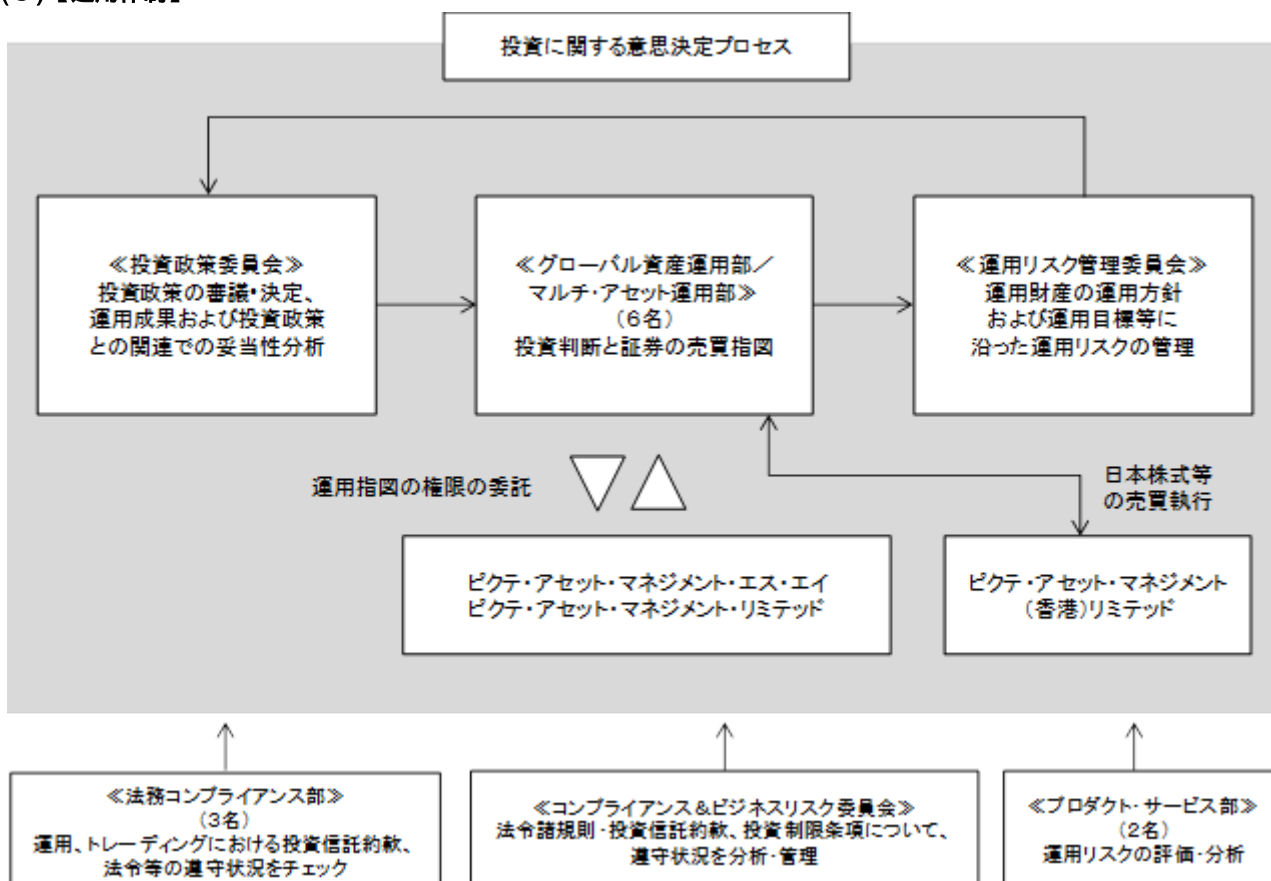 投資に関する意思決定プロセス
≪投資政策委員会≫
投資政策の審議・決定、
運用成果および投資政策
との関連での妥当性分析
≪グローバル資産運用部／
マルチ・アセット運用部≫
（6名）
投資判断と証券の売買指図
≪運用リスク管理委員会≫
運用財産の運用方針
および運用目標等に
沿った運用リスクの管理
運用指図の権限の委託
日本株式等
の売買執行
ピクテ・アセット・マネジメント・エス・エイ
ピクテ・アセット・マネジメント・リミテッド
ピクテ・アセット・マネジメント
（香港）リミテッド
≪法務コンプライアンス部≫
（3名）
運用、トレーディングにおける投資信託約款、
法令等の遵守状況をチェック
≪コンプライアンス＆ビジネスリスク委員会≫
法令諸規則・投資信託約款、投資制限条項について、
遵守状況を分析・管理
≪プロダクト・サービス部≫
（2名）
運用リスクの評価・分析